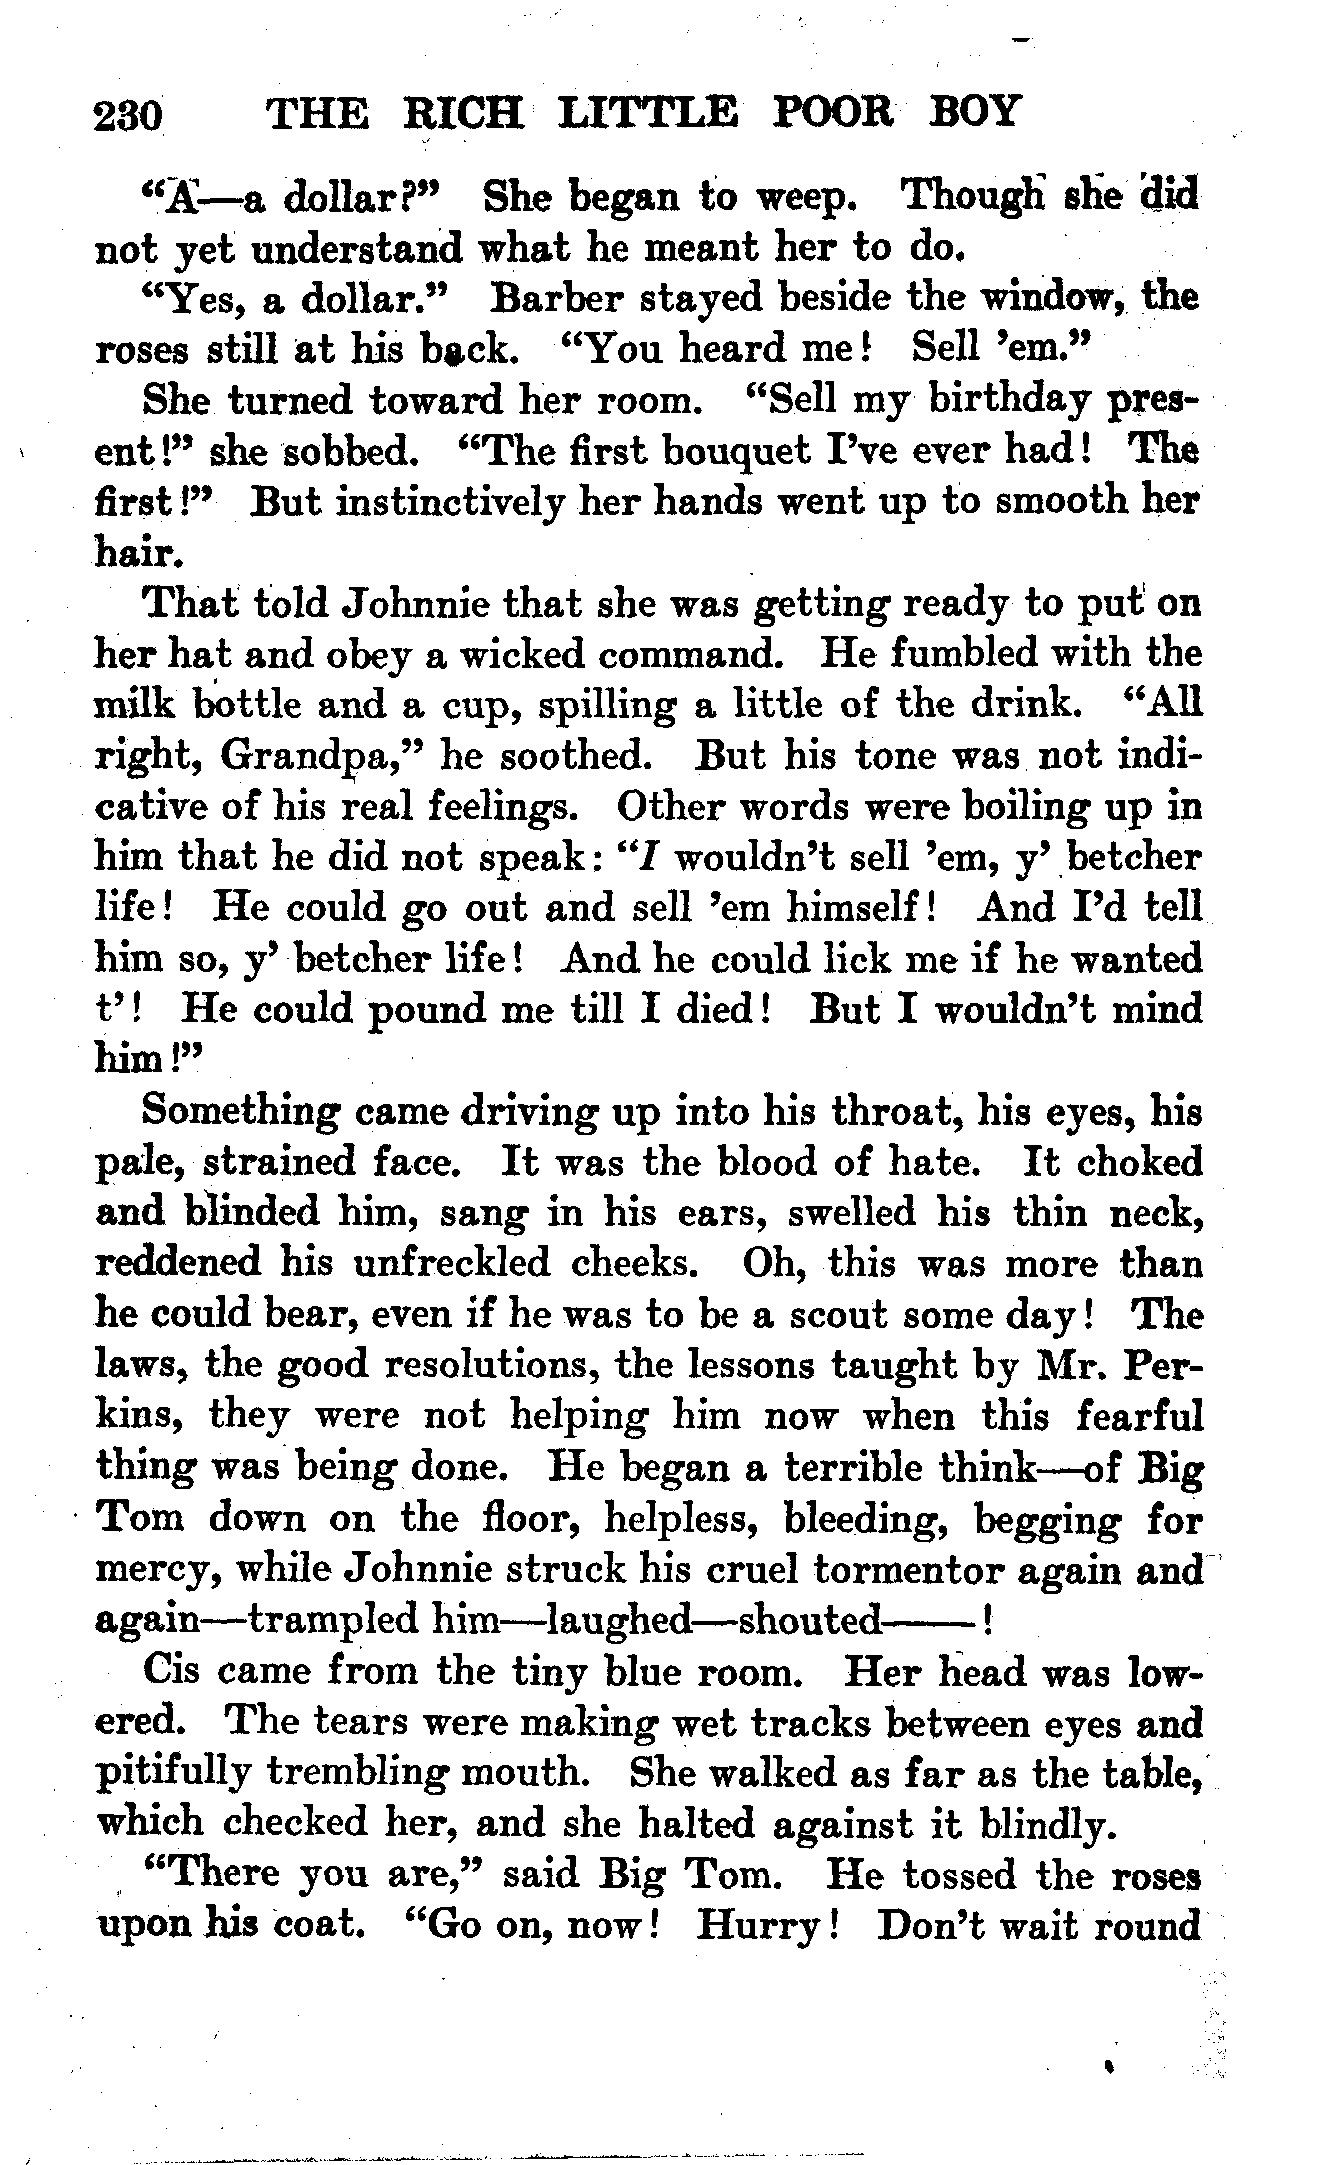 230 THE RICH LITTLE POOR BOY
“A—a dollar?” She began to weep. Though she did
not yet understand what he meant her to do.
“Yes, a dollar.” Barber stayed beside the window, the
roses still at his back. “You heard me! Sell ’em.”
She turned toward her room. “Sell my birthday pres-
ent!” she sobbed. “The first bouquet I’ve ever had! The
first!” But instinctively her hands went up to smooth her
hair.
That told Johnnie that she was getting ready to put on
her hat and obey a wicked command. He fumbled with the
milk bottle and a cup, spilling a little of the drink. “All
right, Grandpa,” he soothed. But his tone was not indi-
cative of his real feelings. Other words were boiling up in
him that he did not speak: “I wouldn’t sell ’em, y’ betcher
life! He could go out and sell ’em himself! And I’d tell
him so, y’ betcher life! And he could lick me if he wanted
t’! He could pound me till I died! But I wouldn’t mind
him!”
Something came driving up into his throat, his eyes, his
pale, strained face. It was the blood of hate. It choked
and blinded him, sang in his ears, swelled his thin neck,
reddened his unfreckled cheeks. Oh, this was more than
he could bear, even if he was to be a scout some day! The
laws, the good resolutions, the lessons taught by Mr. Per-
kins, they were not helping him now when this fearful
thing was being done. He began a terrible think—of Big
Tom down on the floor, helpless, bleeding, begging for
mercy, while Johnnie struck his cruel tormentor again and
again—trampled him—laughed—shouted——!
Cis came from the tiny blue room. Her head was low-
ered. The tears were making wet tracks between eyes and
pitifully trembling mouth. She walked as far as the table,
which checked her, and she halted against it blindly.
“There you are,” said Big Tom. He tossed the roses
upon his coat. “Go on, now! Hurry! Don’t wait round